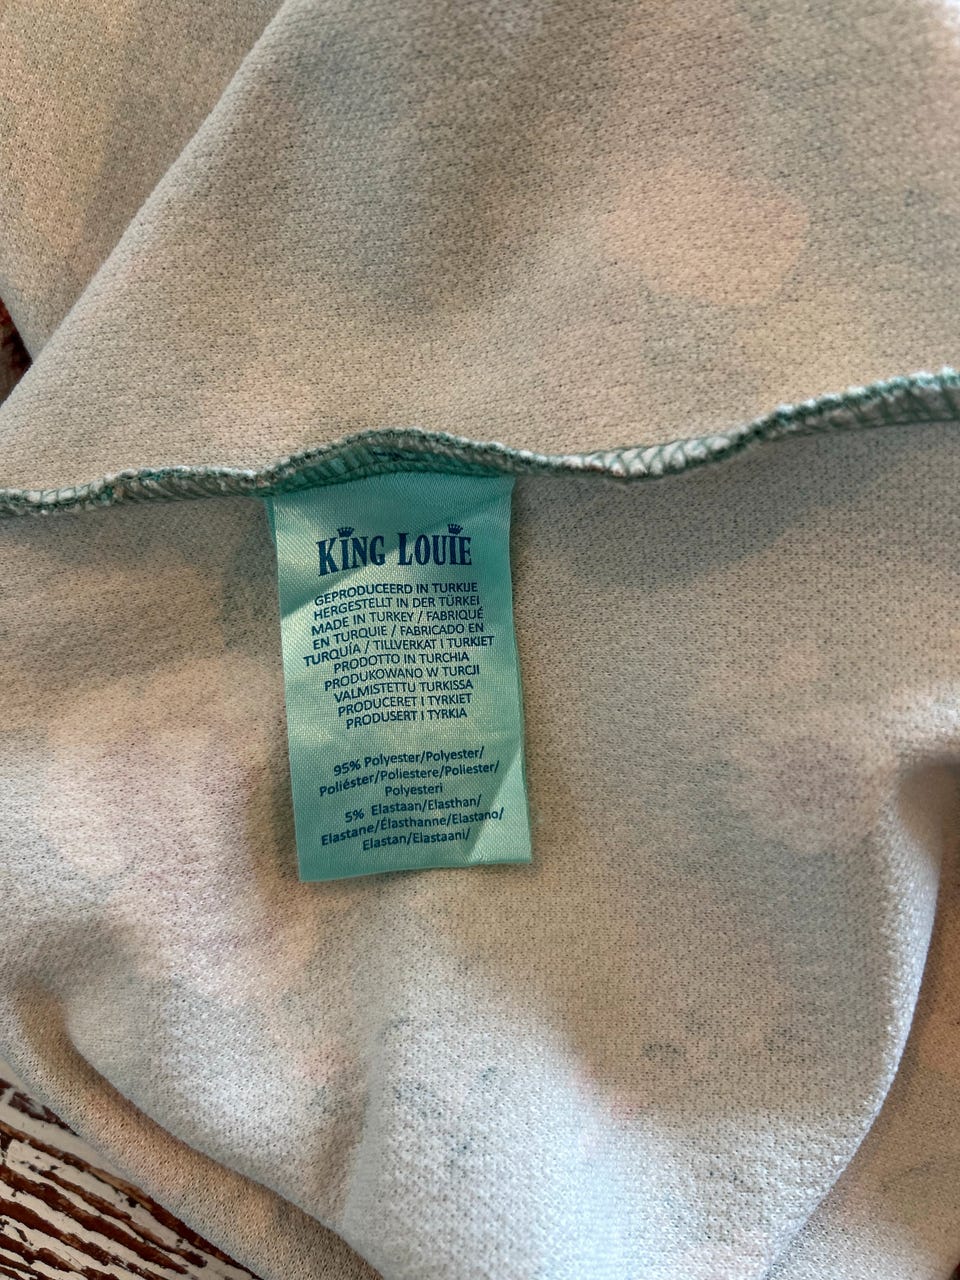 KING LOUIE
GEPRODUCEERD IN TURKIJE
HERGESTELLT IN DER TÜRKEI
MADE IN TURKEY / FABRIQUÉ
EN TURQUIE / FABRICADO EN
TURQUÍA / TILLVERKAT I TURKIET
PRODOTTO IN TURCHIA
PRODUKOWANO W TURCJI
VALMISTETTU TURKISSA
PRODUCERET I TYRKIET
PRODUSERT I TYRKIA
95% Polyester/Polyester/
Poliéster/Poliestere/Poliester/
Polyesteri
5% Elastaan/Elasthan/
Elastane/Élasthanne/Elastano/
Elastan/Elastaani/